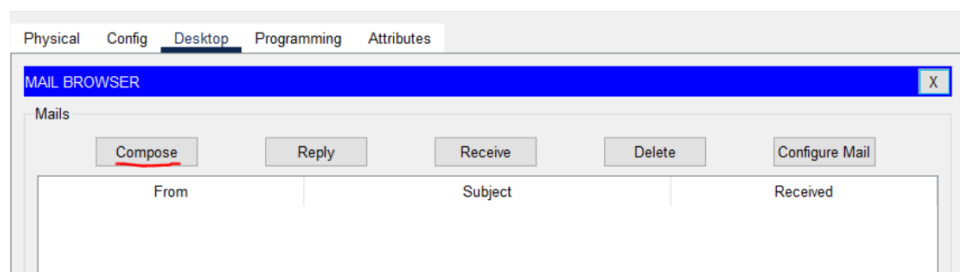 Physical Config Desktop Programming Attributes
MAIL BROWSER X
Mails
Compose Reply Receive Delete Configure Mail
From Subject Received